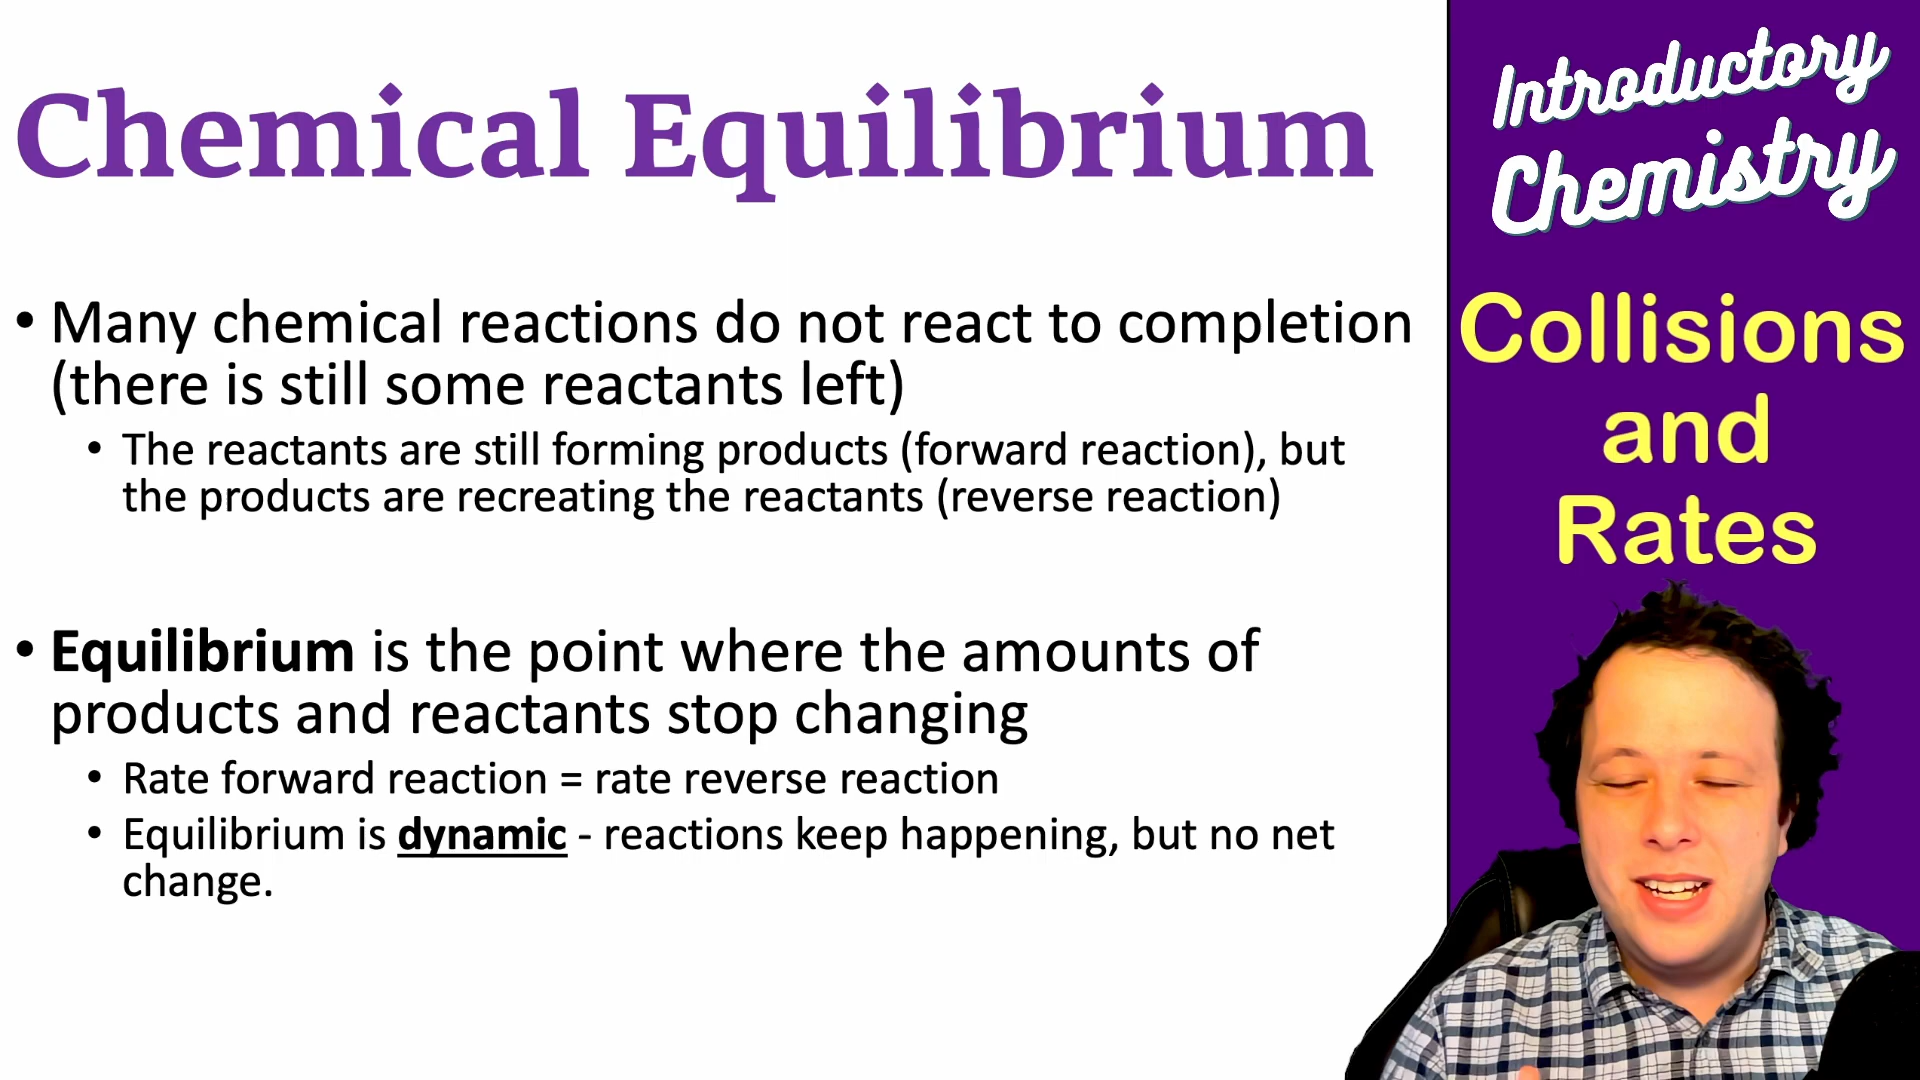 Chemical Equilibrium
• Many chemical reactions do not react to completion
(there is still some reactants left)
• The reactants are still forming products (forward reaction), but
the products are recreating the reactants (reverse reaction)
• Equilibrium is the point where the amounts of
products and reactants stop changing
• Rate forward reaction = rate reverse reaction
• Equilibrium is dynamic - reactions keep happening, but no net
change.
Introductory
Chemistry
Collisions
and
Rates